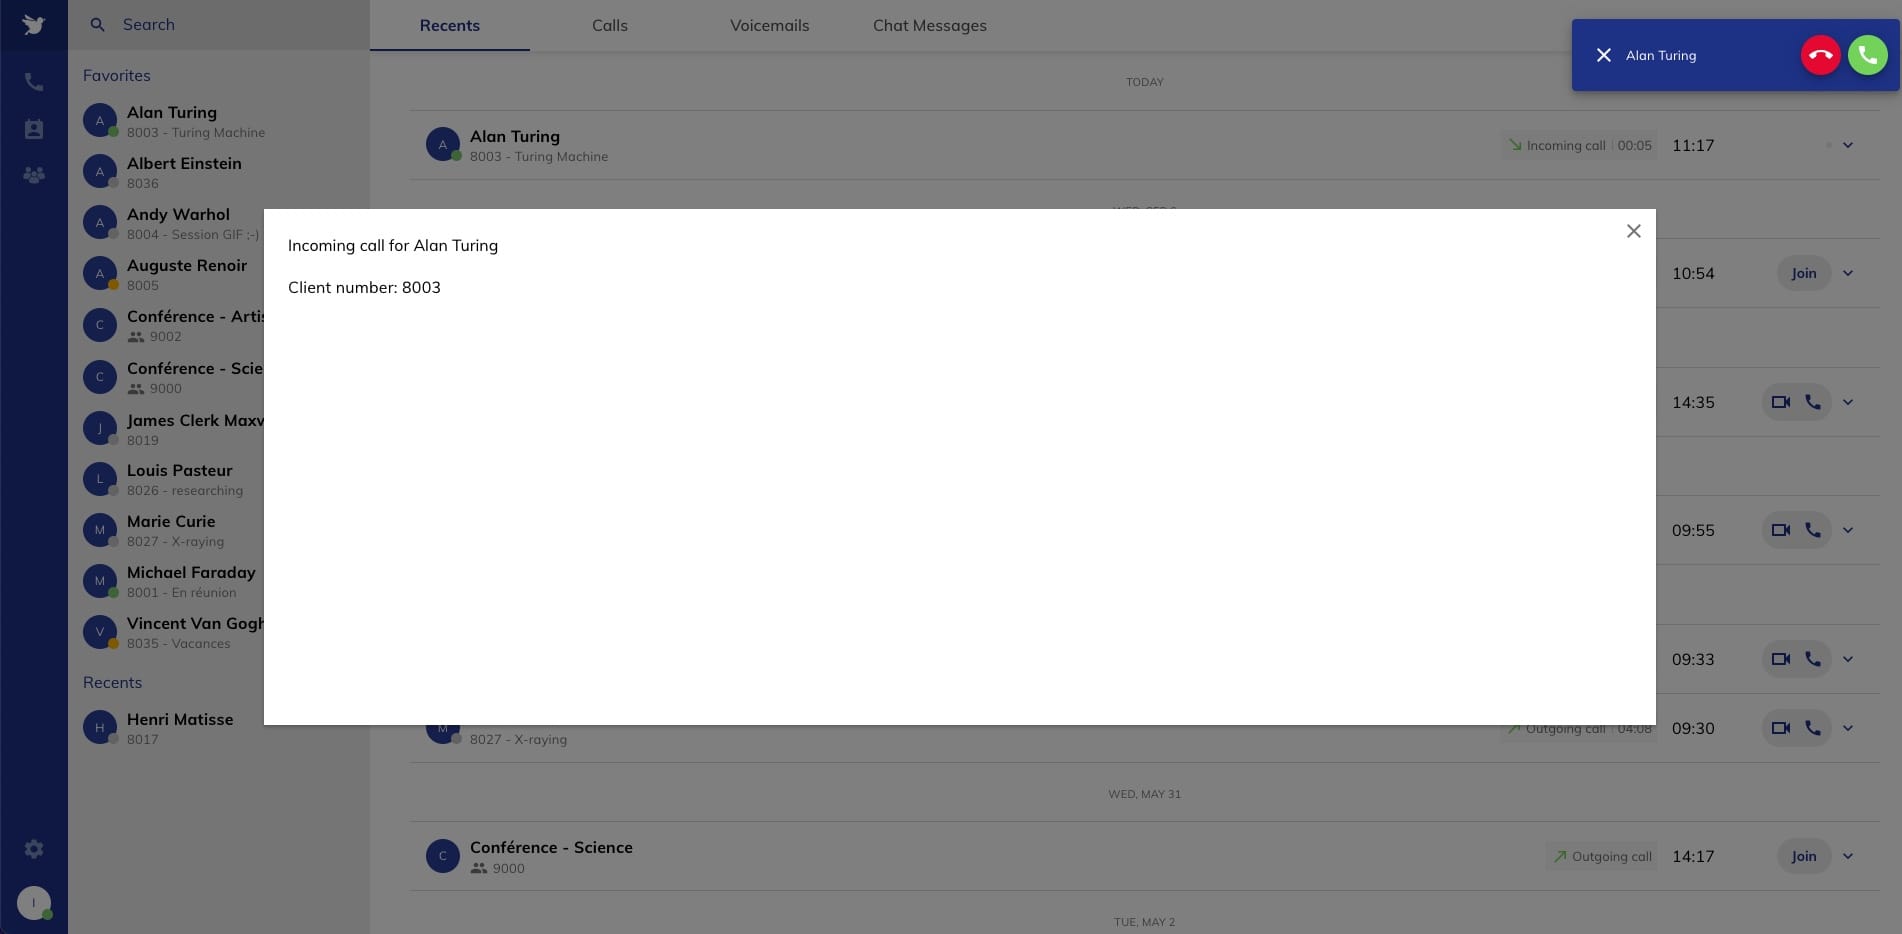 Search
Recents
Calls
Voicemails
Chat Messages
Alan Turing
Favorites
A
Alan Turing
8003 - Turing Machine
A
Albert Einstein
8036
A
Andy Warhol
8004 - Session GIF ;-)
A
Auguste Renoir
8005
C
Conférence - Artis
9002
C
Conférence - Scie
9000
J
James Clerk Maxw
8019
L
Louis Pasteur
8026 - researching
M
Marie Curie
8027 - X-raying
M
Michael Faraday
8001 - En réunion
V
Vincent Van Gogh
8035 - Vacances
Recents
H
Henri Matisse
8017
I
TODAY
A
Alan Turing
8003 - Turing Machine
Incoming call | 00:05
11:17
Incoming call for Alan Turing
Client number: 8003
10:54
Join
14:35
09:55
09:33
M
8027 - X-raying
Outgoing call | 04:08
09:30
WED, MAY 31
C
Conférence - Science
9000
Outgoing call
14:17
Join
TUE, MAY 2